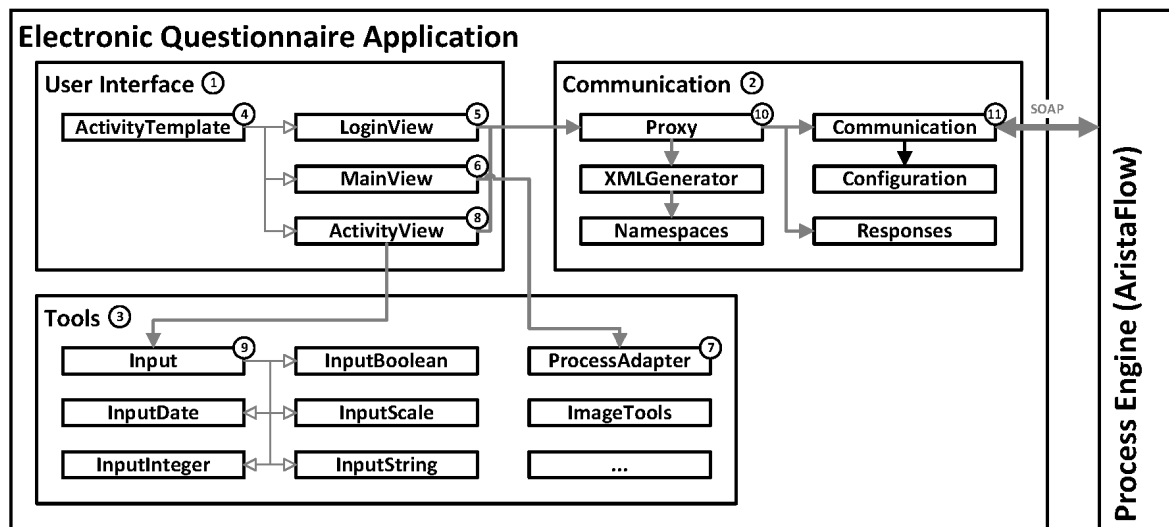 Electronic Questionnaire Application
User Interface 1
ActivityTemplate 4
LoginView 5
MainView 6
ActivityView 8
Communication 2
Proxy 10
Communication 11
XMLGenerator
Configuration
Namespaces
Responses
SOAP
Process Engine (AristaFlow)
Tools 3
Input 9
InputBoolean
ProcessAdapter 7
InputDate
InputScale
ImageTools
InputInteger
InputString
...